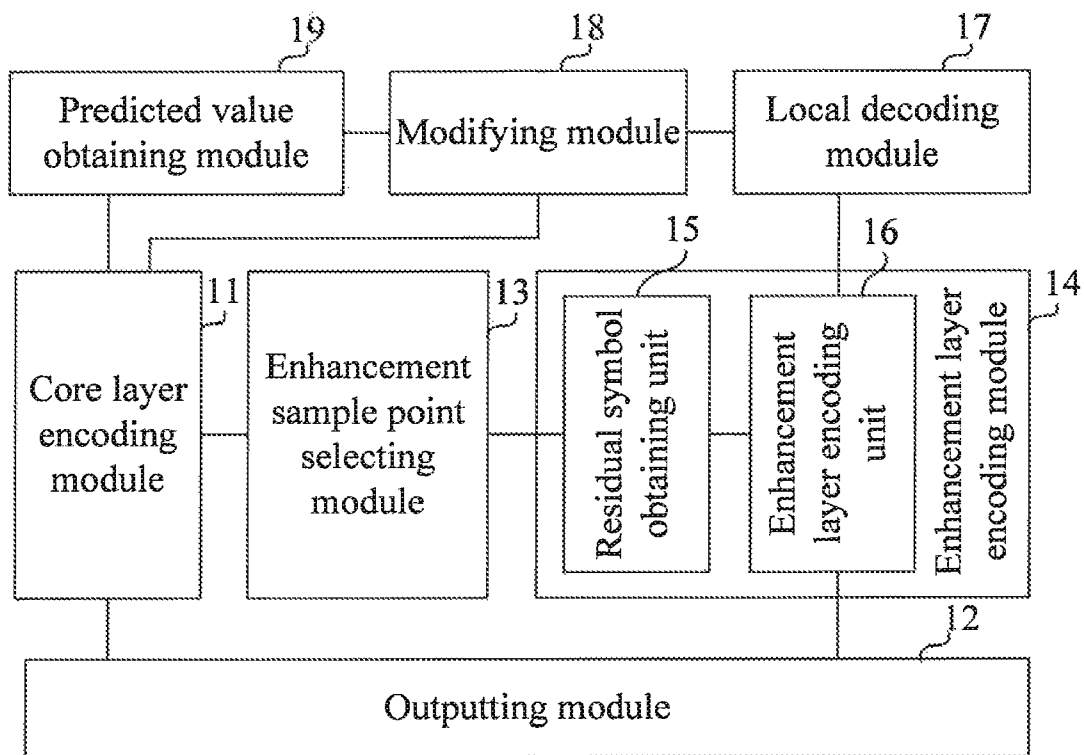 19
18
17
Predicted value
obtaining module
Modifying module
Local decoding
module
11
13
15
16
14
Core layer
encoding
module
Enhancement
sample point
selecting
module
Residual symbol
obtaining unit
Enhancement
layer encoding
unit
Enhancement layer
encoding module
12
Outputting module